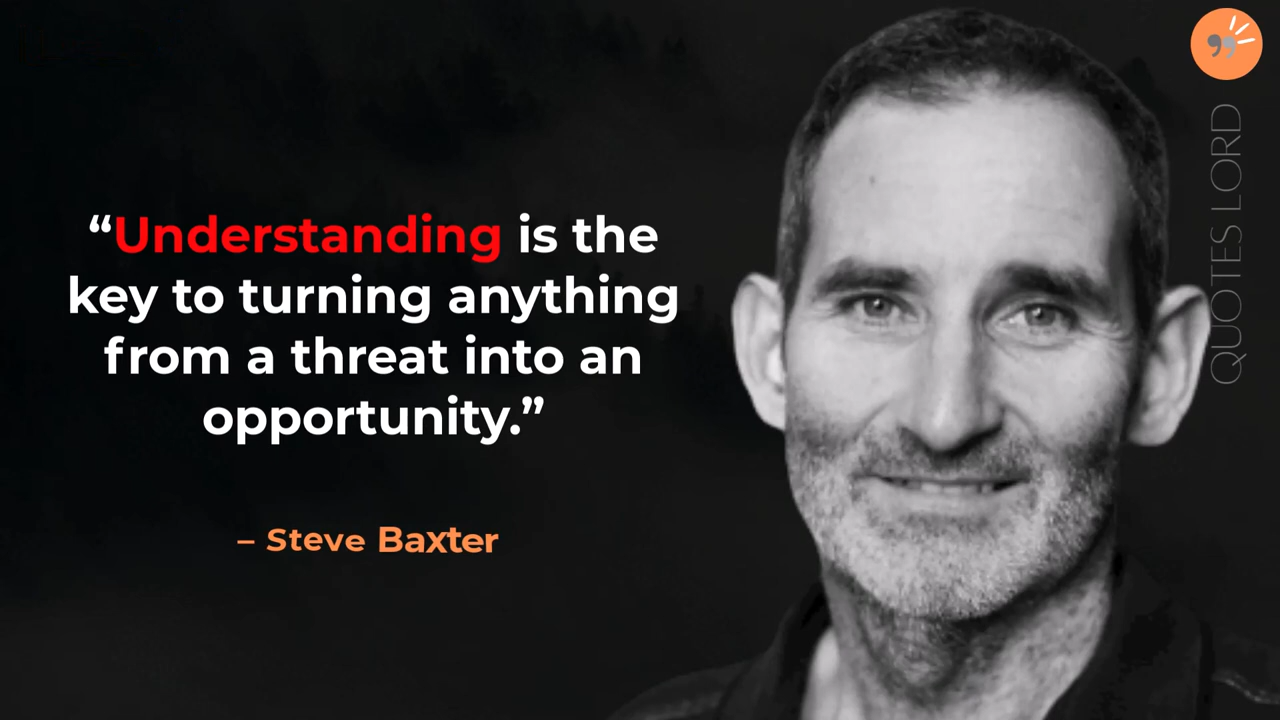 “Understanding is the
key to turning anything
from a threat into an
opportunity.”
– Steve Baxter
QUOTES LORD